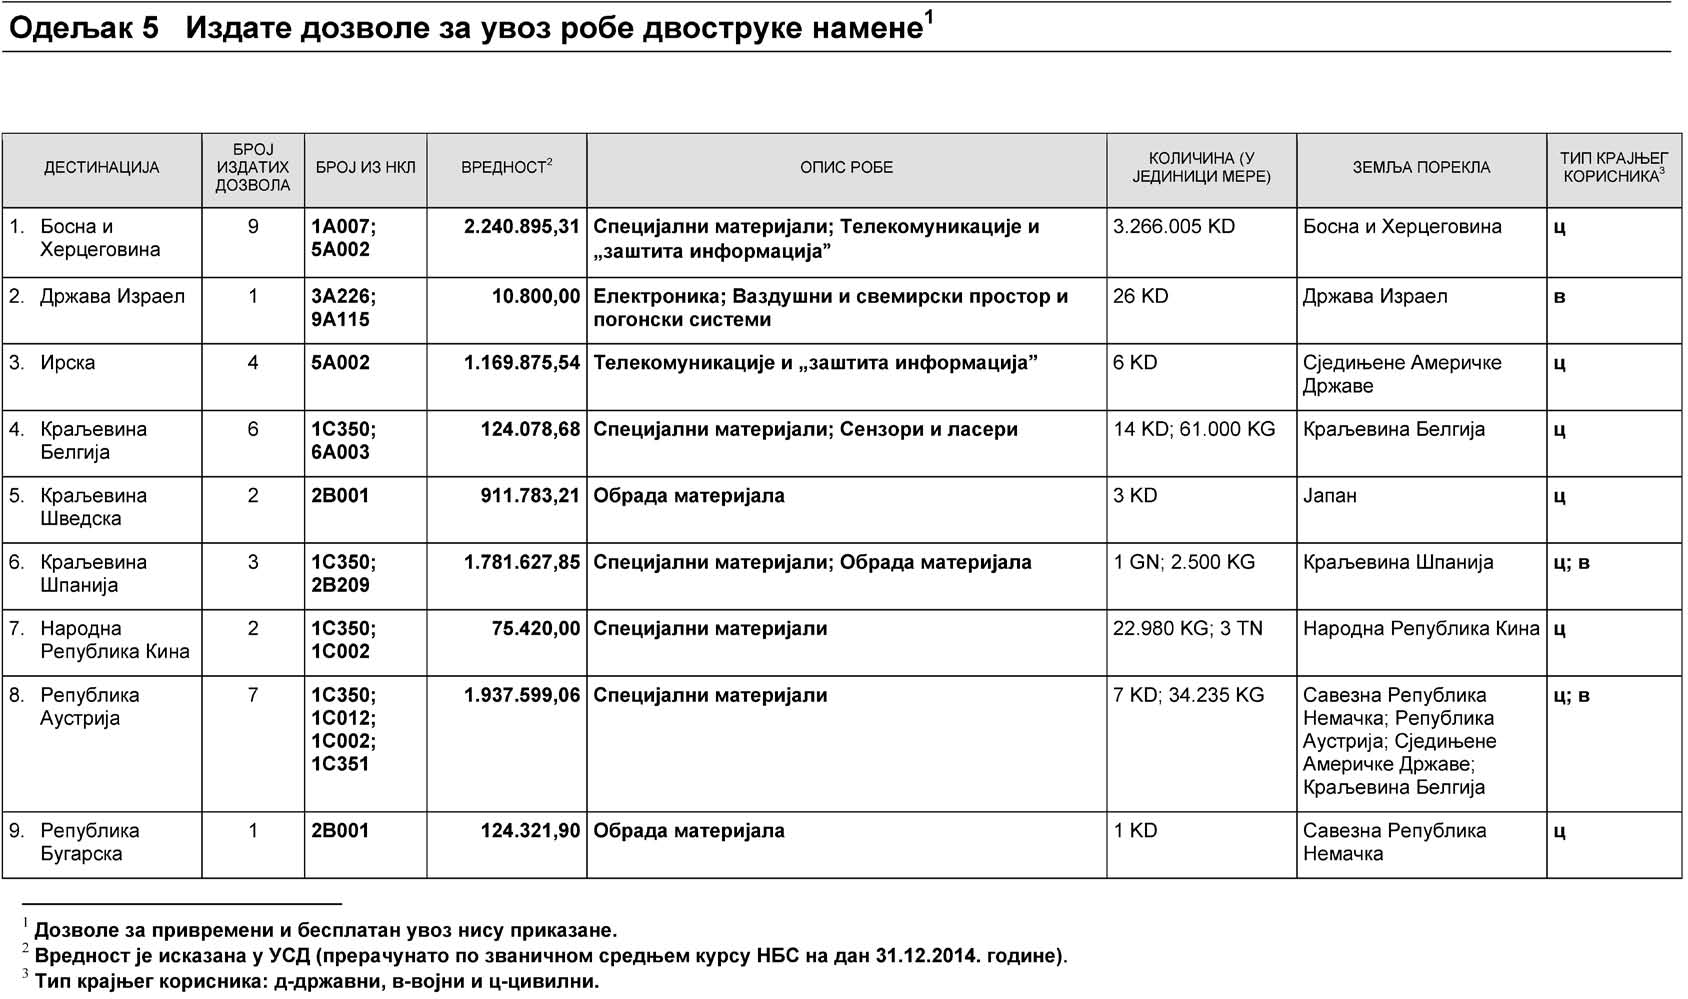 Одељак 5 Издате дозволе за увоз робе двоструке намене1
ДЕСТИНАЦИЈА
БРОЈ
ИЗДАТИХ
ДОЗВОЛА
БРОЈ ИЗ НКЛ
ВРЕДНОСТ2
ОПИС РОБЕ
КОЛИЧИНА (У
ЈЕДИНИЦИ МЕРЕ)
ЗЕМЉА ПОРЕКЛА
ТИП КРАЈЊЕГ
КОРИСНИКА3
1. Босна и
Херцеговина
9
1A007;
5A002
2.240.895,31
Специјални материјали; Телекомуникације и
„заштита информација”
3.266.005 KD
Босна и Херцеговина
ц
2. Држава Израел
1
3A226;
9A115
10.800,00
Електроника; Ваздушни и свемирски простор и
погонски системи
26 KD
Држава Израел
в
3. Ирска
4
5A002
1.169.875,54
Телекомуникације и „заштита информација”
6 KD
Сједињене Америчке
Државе
ц
4. Краљевина
Белгија
6
1C350;
6A003
124.078,68
Специјални материјали; Сензори и ласери
14 KD; 61.000 KG
Краљевина Белгија
ц
5. Краљевина
Шведска
2
2B001
911.783,21
Обрада материјала
3 KD
Јапан
ц
6. Краљевина
Шпанија
3
1C350;
2B209
1.781.627,85
Специјални материјали; Обрада материјала
1 GN; 2.500 KG
Краљевина Шпанија
ц; в
7. Народна
Република Кина
2
1C350;
1C002
75.420,00
Специјални материјали
22.980 KG; 3 TN
Народна Република Кина
ц
8. Република
Аустрија
7
1C350;
1C012;
1C002;
1C351
1.937.599,06
Специјални материјали
7 KD; 34.235 KG
Савезна Република
Немачка; Република
Аустрија; Сједињене
Америчке Државе;
Краљевина Белгија
ц; в
9. Република
Бугарска
1
2B001
124.321,90
Обрада материјала
1 KD
Савезна Република
Немачка
ц
1 Дозволе за привремени и бесплатан увоз нису приказане.
2 Вредност је исказана у УСД (прерачунато по званичном средњем курсу НБС на дан 31.12.2014. године).
3 Тип крајњег корисника: д-државни, в-војни и ц-цивилни.